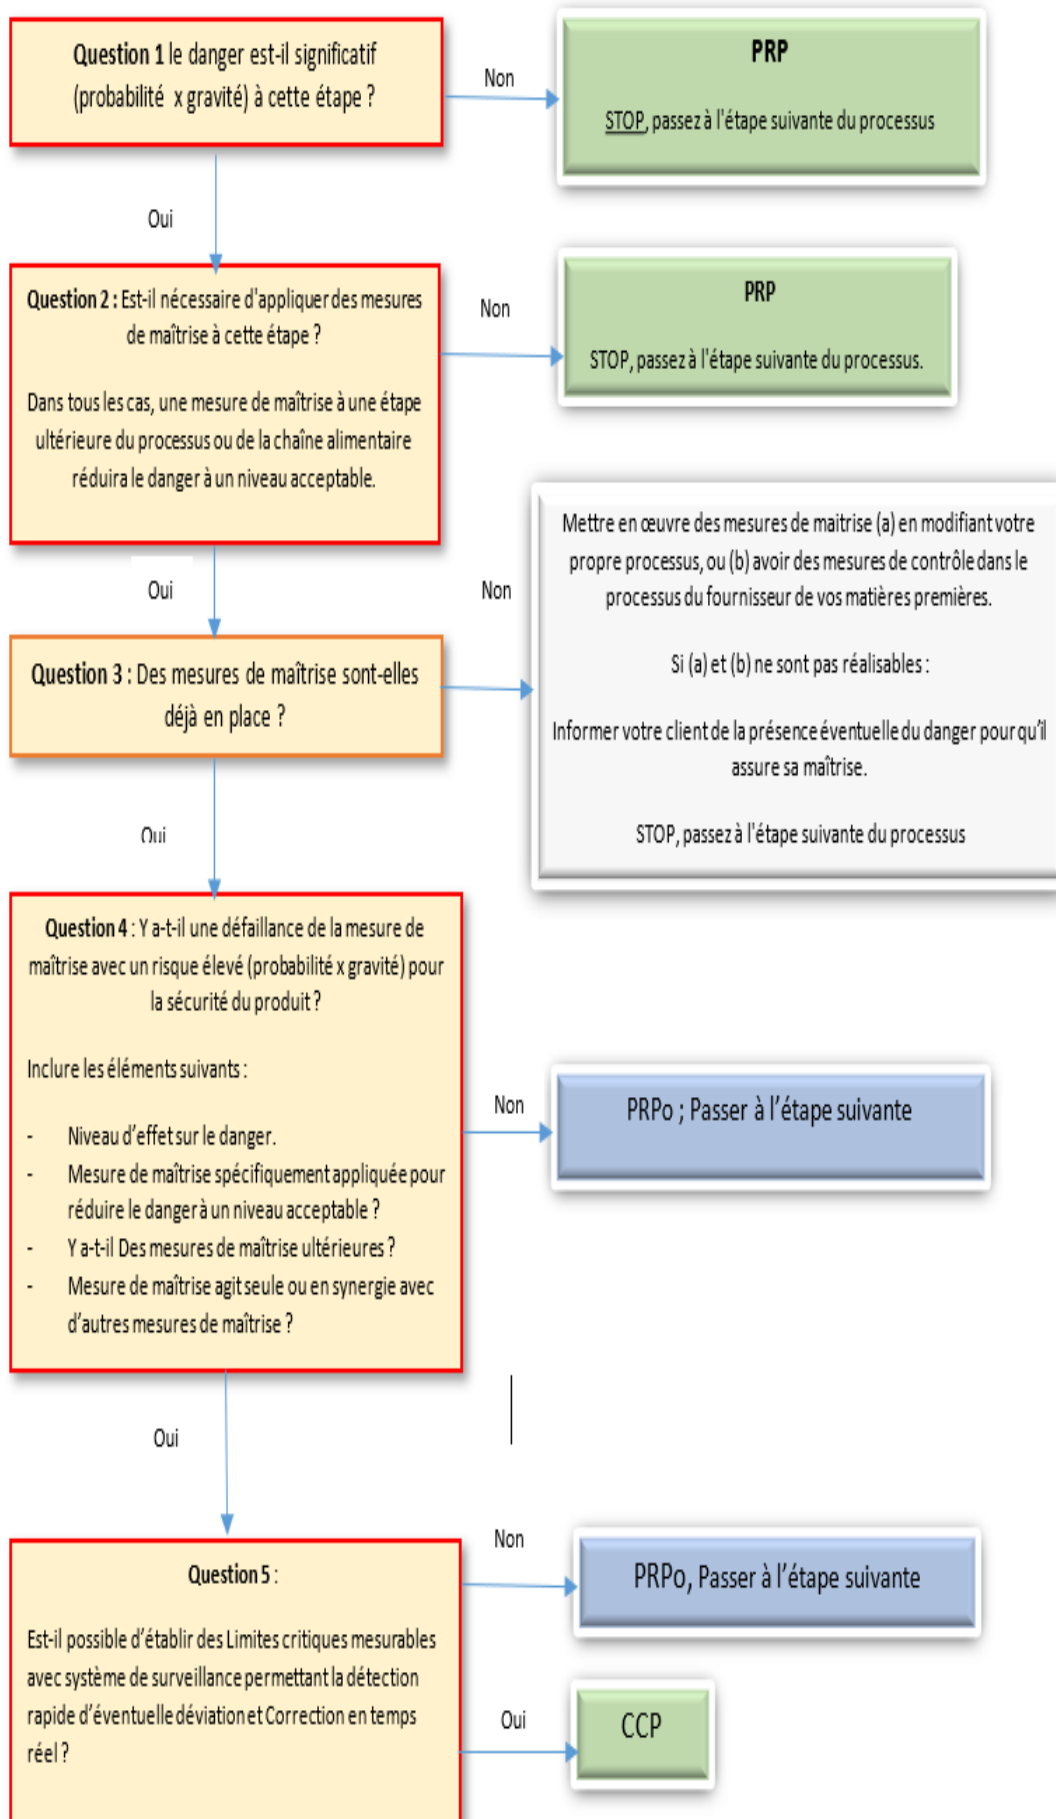 Question 1 le danger est-il significatif
(probabilité x gravité) à cette étape ?
Non
PRP
STOP, passez à l'étape suivante du processus
Oui
Question 2 : Est-il nécessaire d'appliquer des mesures
de maîtrise à cette étape ?
Dans tous les cas, une mesure de maîtrise à une étape
ultérieure du processus ou de la chaîne alimentaire
réduira le danger à un niveau acceptable.
Non
PRP
STOP, passez à l'étape suivante du processus.
Oui
Question 3 : Des mesures de maîtrise sont-elles
déjà en place ?
Non
Mettre en œuvre des mesures de maitrise (a) en modifiant votre
propre processus, ou (b) avoir des mesures de contrôle dans le
processus du fournisseur de vos matières premières.
Si (a) et (b) ne sont pas réalisables :
Informer votre client de la présence éventuelle du danger pour qu'il
assure sa maîtrise.
STOP, passez à l'étape suivante du processus
Oui
Question 4 : Y a-t-il une défaillance de la mesure de
maîtrise avec un risque élevé (probabilité x gravité) pour
la sécurité du produit ?
Inclure les éléments suivants :
- Niveau d'effet sur le danger.
- Mesure de maîtrise spécifiquement appliquée pour
réduire le danger à un niveau acceptable ?
- Y a-t-il Des mesures de maîtrise ultérieures ?
- Mesure de maîtrise agit seule ou en synergie avec
d'autres mesures de maîtrise ?
Non
PRPo ; Passer à l'étape suivante
Oui
Question 5 :
Est-il possible d'établir des Limites critiques mesurables
avec système de surveillance permettant la détection
rapide d'éventuelle déviation et Correction en temps
réel ?
Non
PRPo, Passer à l'étape suivante
Oui
CCP